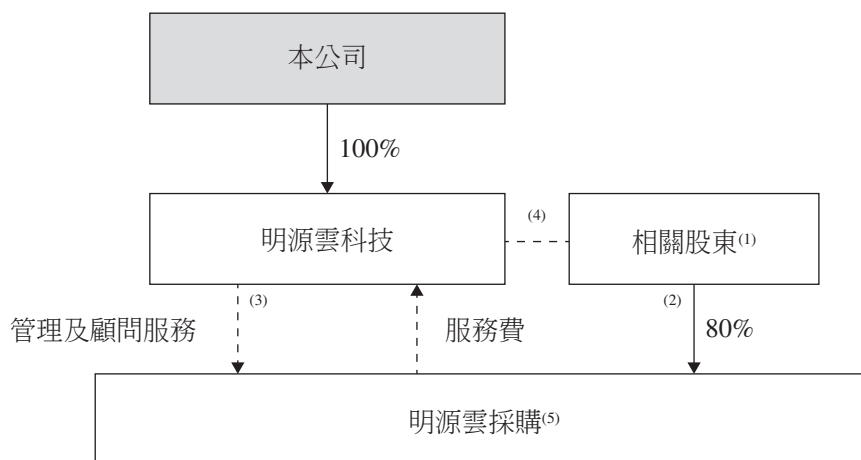 本公司
100%
明源雲科技
(4)
相關股東(1)
(3)
(2)
管理及顧問服務
服務費
80%
明源雲採購(5)